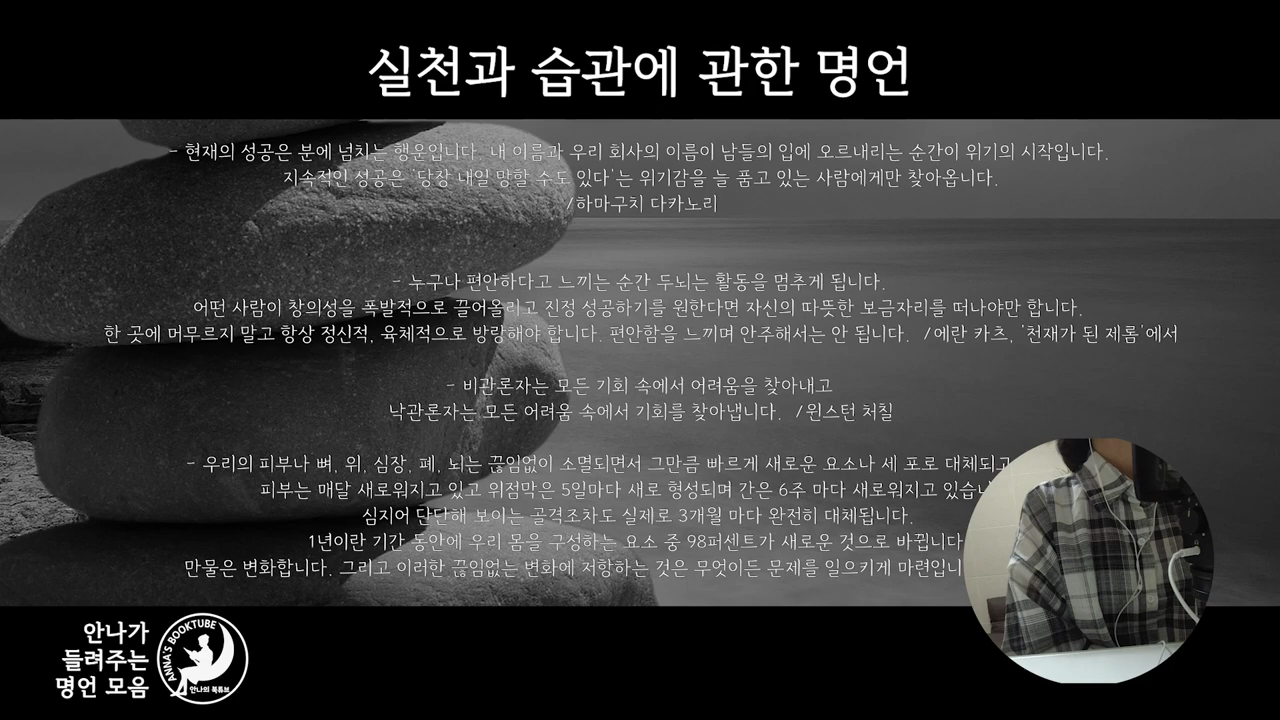 실천과 습관에 관한 명언
- 현재의 성공은 분에 넘치는 행운입니다. 내 이름과 우리 회사의 이름이 남들의 입에 오르내리는 순간이 위기의 시작입니다.
지속적인 성공은 '당장 내일 망할 수도 있다'는 위기감을 늘 품고 있는 사람에게만 찾아옵니다.
/하마구치 다카노리
- 누구나 편안하다고 느끼는 순간 두뇌는 활동을 멈추게 됩니다.
어떤 사람이 창의성을 폭발적으로 끌어올리고 진정 성공하기를 원한다면 자신의 따뜻한 보금자리를 떠나야만 합니다.
한 곳에 머무르지 말고 항상 정신적, 육체적으로 방랑해야 합니다. 편안함을 느끼며 안주해서는 안 됩니다. /에란 카츠, '천재가 된 제롬'에서
- 비관론자는 모든 기회 속에서 어려움을 찾아내고
낙관론자는 모든 어려움 속에서 기회를 찾아냅니다. /윈스턴 처칠
- 우리의 피부나 뼈, 위, 심장, 폐, 뇌는 끊임없이 소멸되면서 그만큼 빠르게 새로운 요소나 세 포로 대체되고
피부는 매달 새로워지고 있고 위점막은 5일마다 새로 형성되며 간은 6주 마다 새로워지고 있습
심지어 단단해 보이는 골격조차도 실제로 3개월 마다 완전히 대체됩니다.
1년이란 기간 동안에 우리 몸을 구성하는 요소 중 98퍼센트가 새로운 것으로 바뀝니다
만물은 변화합니다. 그리고 이러한 끊임없는 변화에 저항하는 것은 무엇이든 문제를 일으키게 마련입니
안나가
들려주는
명언 모음
ANNA'S BOOKTUBE
안나의 북튜브